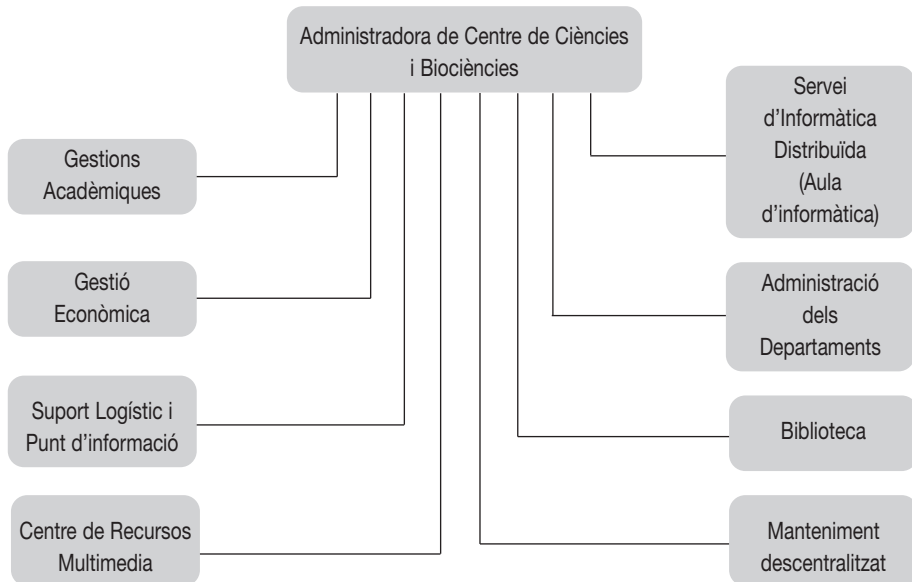 Administradora de Centre de Ciències
i Biociències
Gestions
Acadèmiques
Gestió
Econòmica
Suport Logístic i
Punt d’informació
Centre de Recursos
Multimedia
Servei
d’Informàtica
Distribuïda
(Aula
d’informàtica)
Administració
dels
Departaments
Biblioteca
Manteniment
descentralitzat